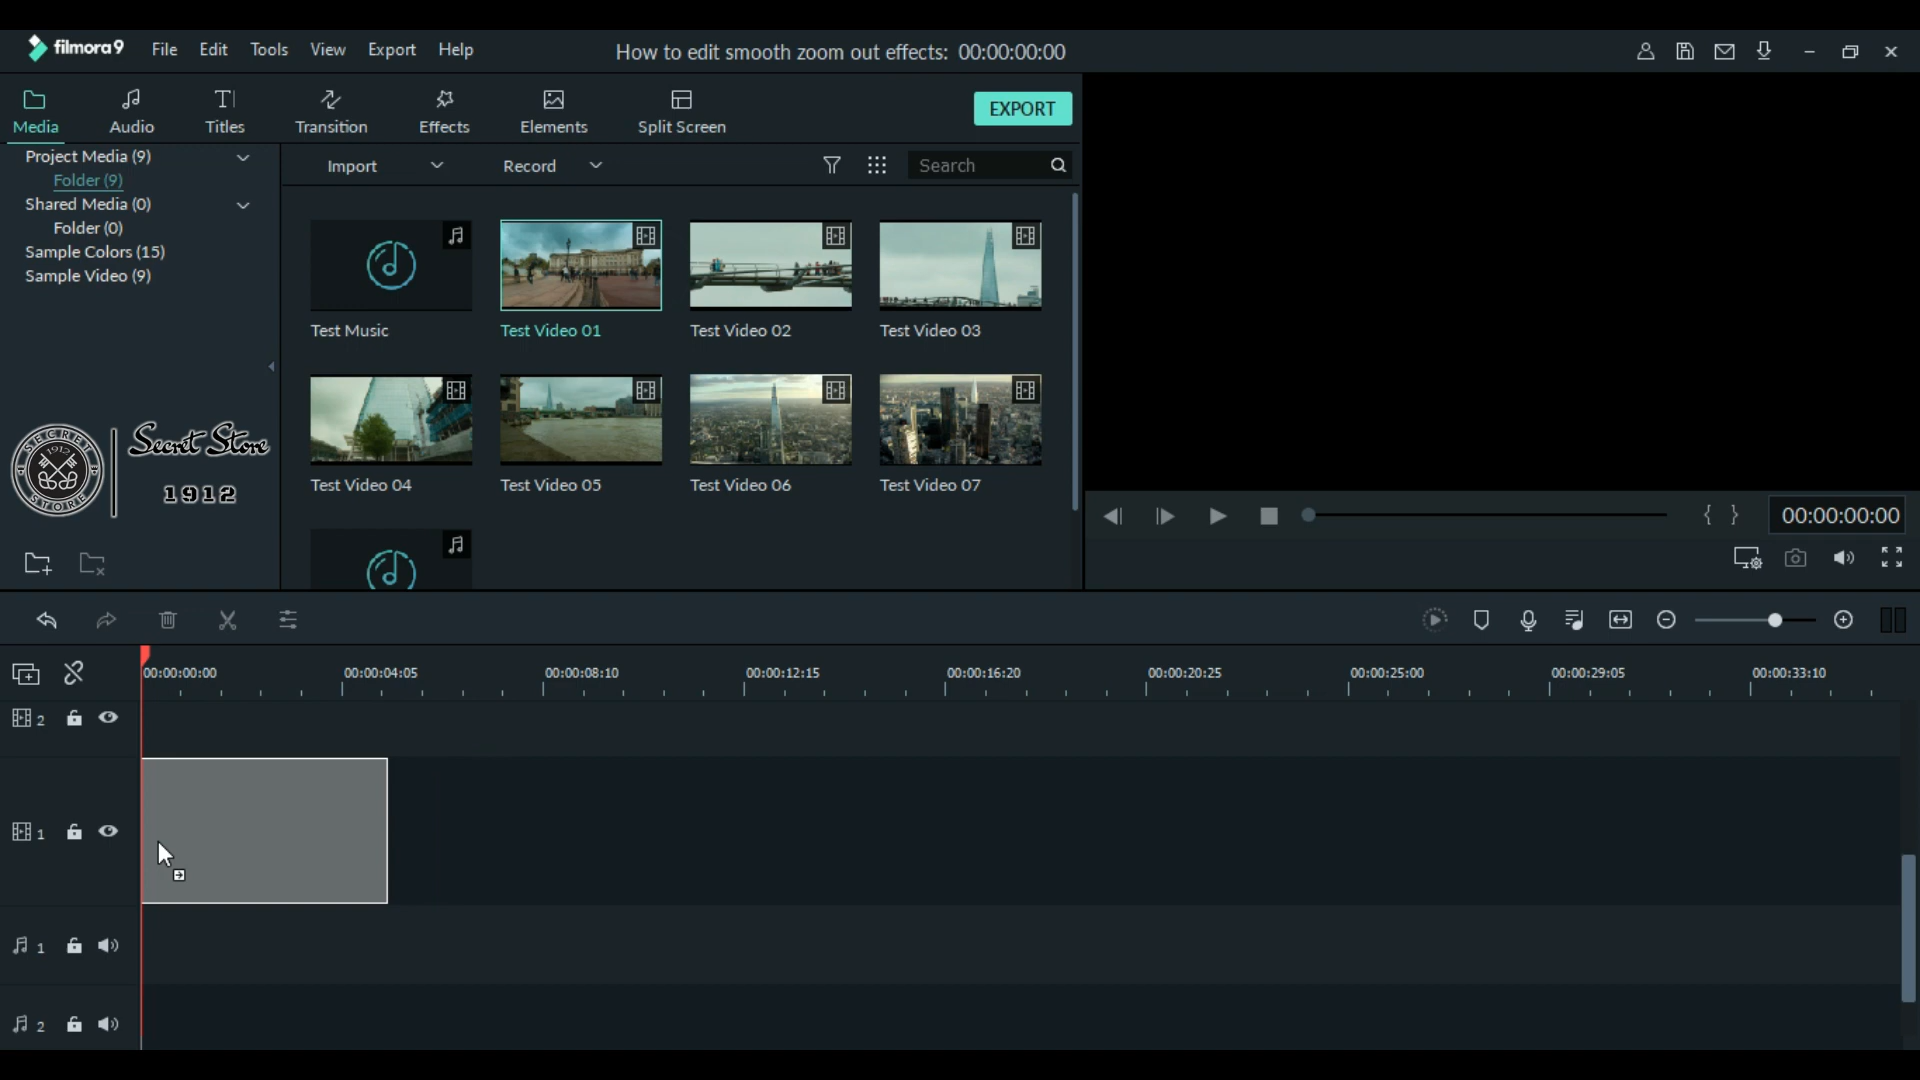 filmora9 File Edit Tools View Export Help How to edit smooth zoom out effects: 00:00:00:00
Media Audio Titles Transition Effects Elements Split Screen EXPORT
Project Media (9)
Folder (9)
Shared Media (0)
Folder (0)
Sample Colors (15)
Sample Video (9)
Import Record Search
Test Music Test Video 01 Test Video 02 Test Video 03
Test Video 04 Test Video 05 Test Video 06 Test Video 07
SECRET
1912
STORE
Secret Store
1912
{ } 00:00:00:00
00:00:00:00 00:00:04:05 00:00:08:10 00:00:12:15 00:00:16:20 00:00:20:25 00:00:25:00 00:00:29:05 00:00:33:10
2
1
1
2